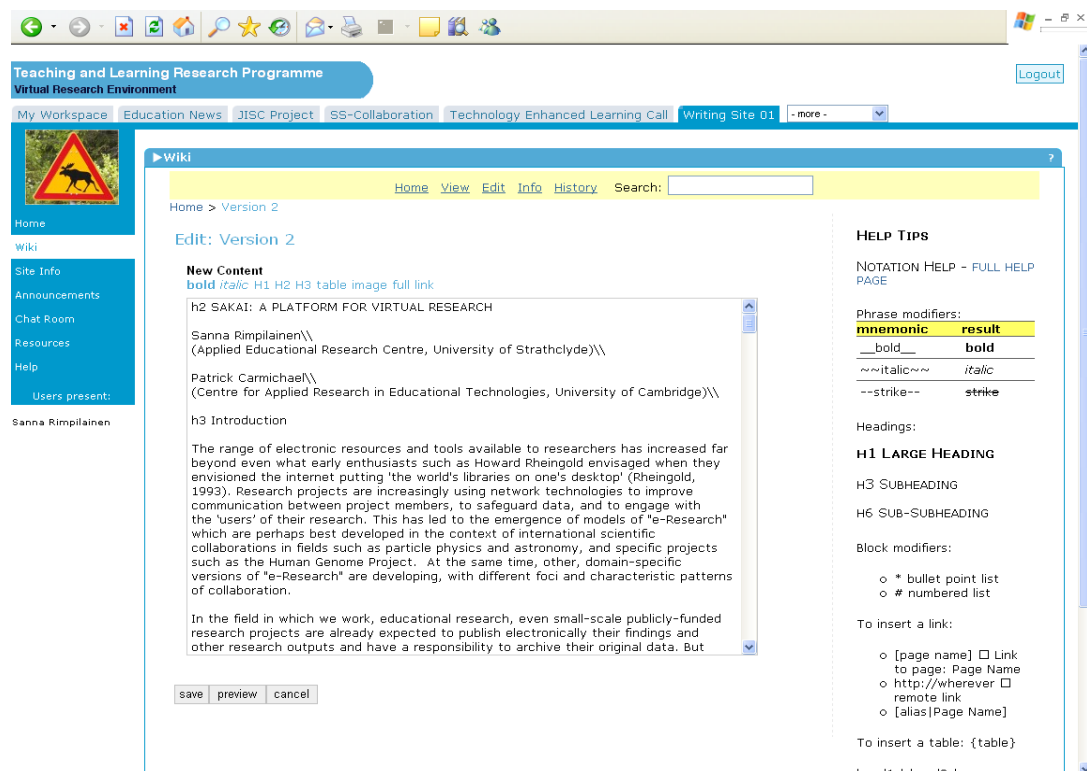 Teaching and Learning Research Programme
Virtual Research Environment
Logout
My Workspace Education News JISC Project SS-Collaboration Technology Enhanced Learning Call Writing Site 01 - more -
Wiki ?
Home View Edit Info History Search:
Home > Version 2
Home
Wiki
Site Info
Announcements
Chat Room
Resources
Help
Users present:
Sanna Rimpilainen
Edit: Version 2
New Content
bold italic H1 H2 H3 table image full link
h2 SAKAI: A PLATFORM FOR VIRTUAL RESEARCH
Sanna Rimpilainen\\
(Applied Educational Research Centre, University of Strathclyde)\\
Patrick Carmichael\\
(Centre for Applied Research in Educational Technologies, University of Cambridge)\\
h3 Introduction
The range of electronic resources and tools available to researchers has increased far
beyond even what early enthusiasts such as Howard Rheingold envisaged when they
envisioned the internet putting 'the world's libraries on one's desktop' (Rheingold,
1993). Research projects are increasingly using network technologies to improve
communication between project members, to safeguard data, and to engage with
the 'users' of their research. This has led to the emergence of models of "e-Research"
which are perhaps best developed in the context of international scientific
collaborations in fields such as particle physics and astronomy, and specific projects
such as the Human Genome Project.  At the same time, other, domain-specific
versions of "e-Research" are developing, with different foci and characteristic patterns
of collaboration.
In the field in which we work, educational research, even small-scale publicly-funded
research projects are already expected to publish electronically their findings and
other research outputs and have a responsibility to archive their original data. But
save preview cancel
HELP TIPS
NOTATION HELP - FULL HELP
PAGE
Phrase modifiers:
mnemonic result
__bold__ bold
~~italic~~ italic
--strike-- strike
Headings:
H1 LARGE HEADING
H3 SUBHEADING
H6 SUB-SUBHEADING
Block modifiers:
* bullet point list
# numbered list
To insert a link:
[page name] □ Link
to page: Page Name
http://wherever □
remote link
[alias|Page Name]
To insert a table: {table}